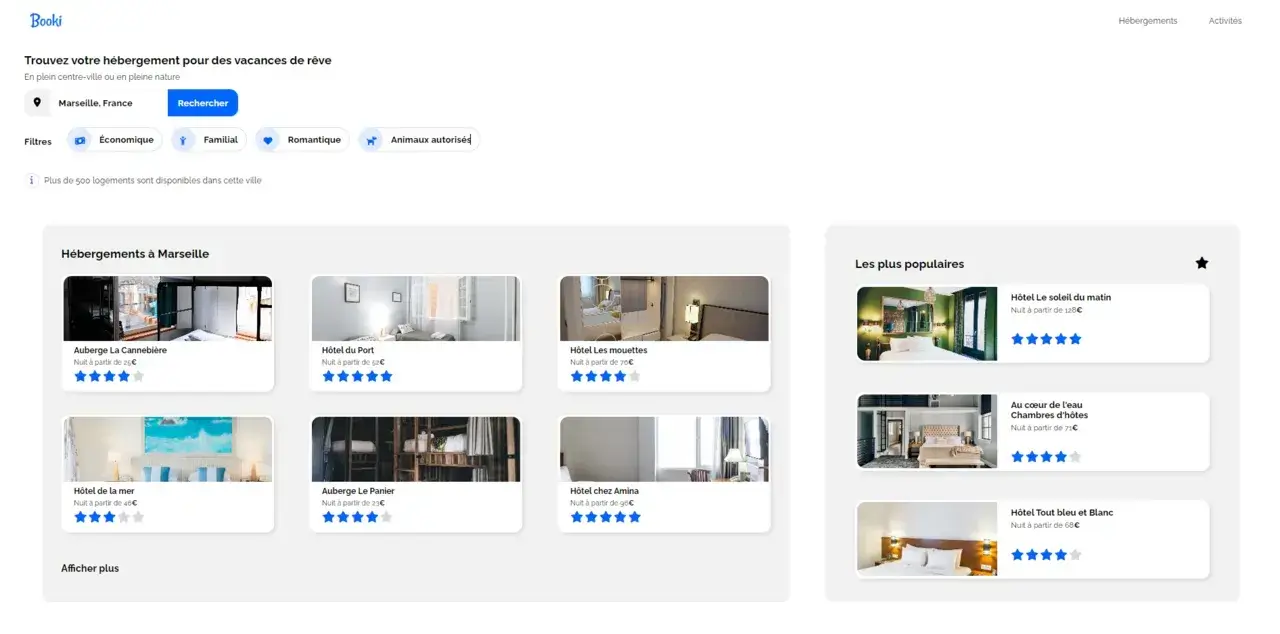 Booki
Hébergements
Activités
Trouvez votre hébergement pour des vacances de rêve
En plein centre-ville ou en pleine nature
Marseille, France
Rechercher
Filtres
Économique
Familial
Romantique
Animaux autorisés
i
Plus de 500 logements sont disponibles dans cette ville
Hébergements à Marseille
Auberge La Cannebière
Nuit à partir de 25€
Hôtel du Port
Nuit à partir de 52€
Hôtel Les mouettes
Nuit à partir de 76€
Hôtel de la mer
Nuit à partir de 46€
Auberge Le Panier
Nuit à partir de 23€
Hôtel chez Amina
Nuit à partir de 96€
Afficher plus
Les plus populaires
Hôtel Le soleil du matin
Nuit à partir de 128€
Au cœur de l'eau
Chambres d'hôtes
Nuit à partir de 71€
Hôtel Tout bleu et Blanc
Nuit à partir de 68€